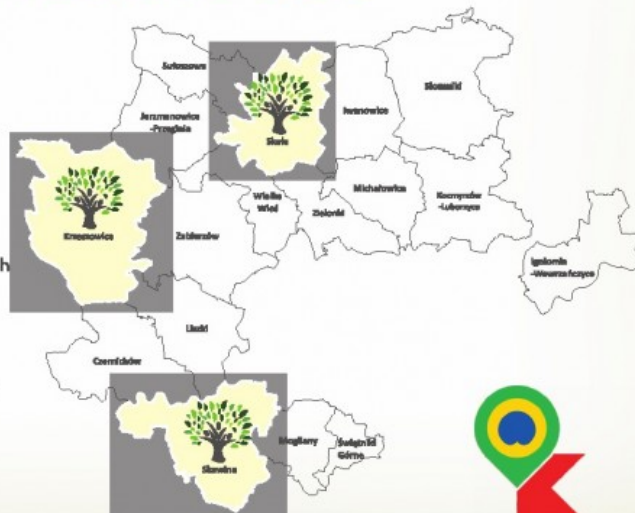 Sułoszowa
Jerzmanowice
-Przeginia
Skała
Iwanowice
Słomniki
Krzeszowice
Zabierzów
Wielka
Wieś
Zielonki
Michałowice
Kocmyrzów
-Luborzyca
Igołomia
-Wawrzeńczyce
h
Liszki
Czernichów
Skawina
Mogilany
Świątniki
Górne